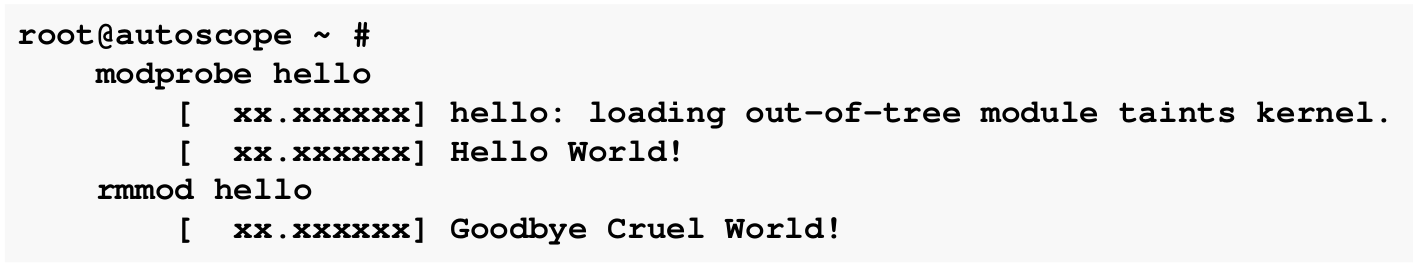 root@autoscope ~ #
modprobe hello
[ xx.xxxxxx] hello: loading out-of-tree module taints kernel.
[ xx.xxxxxx] Hello World!
rmmod hello
[ xx.xxxxxx] Goodbye Cruel World!